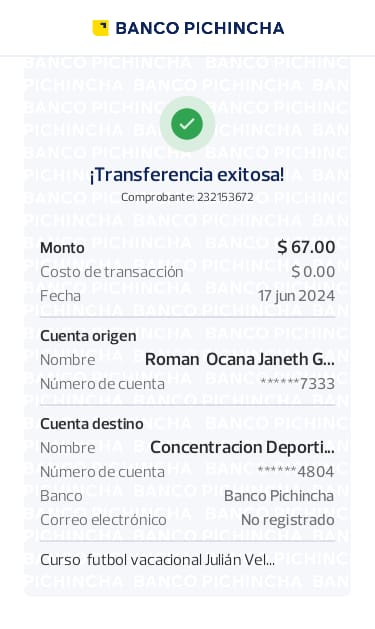 BANCO PICHINCHA
¡Transferencia exitosa!
Comprobante: 232153672
Monto $ 67.00
Costo de transacción $ 0.00
Fecha 17 jun 2024
Cuenta origen
Nombre Roman Ocana Janeth G...
Número de cuenta ******7333
Cuenta destino
Nombre Concentracion Deporti...
Número de cuenta ******4804
Banco Banco Pichincha
Correo electrónico No registrado
Curso futbol vacacional Julián Vel...